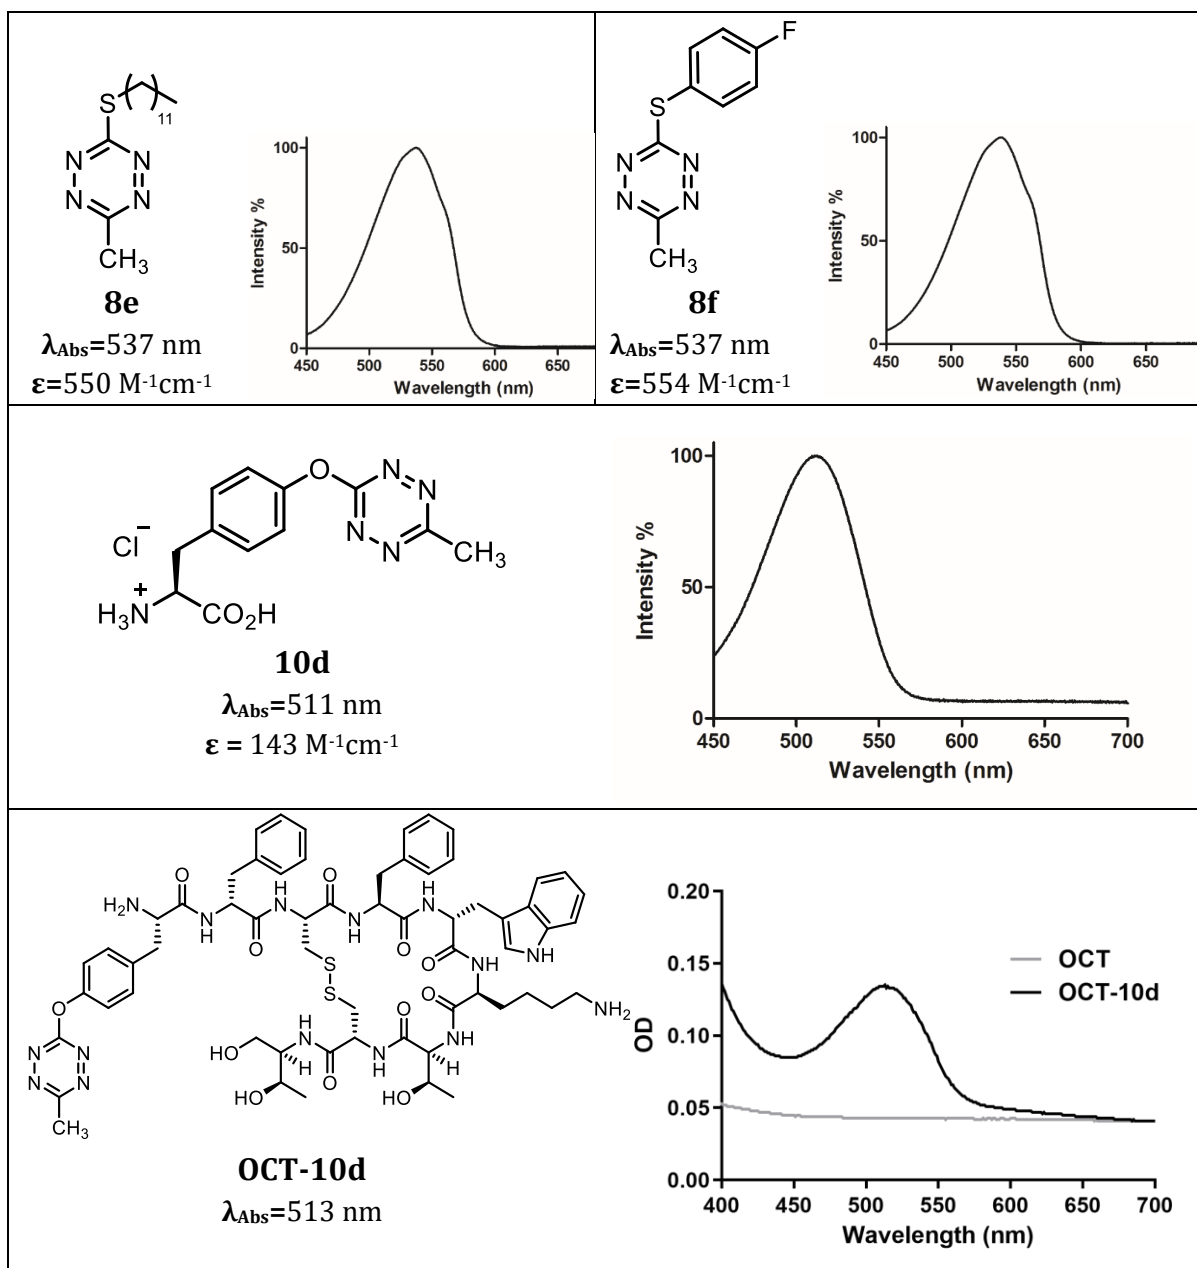 S
11
N
N
N
N
CH3
8e
λAbs=537 nm
ε=550 M-1cm-1
Intensity %
100
50
0
450
500
550
600
650
Wavelength (nm)
F
S
N
N
N
N
CH3
8f
λAbs=537 nm
ε=554 M-1cm-1
Intensity %
100
50
0
450
500
550
600
650
Wavelength (nm)
O
N
N
N
N
CH3
Cl−
+
H3N
CO2H
10d
λAbs=511 nm
ε = 143 M-1cm-1
Intensity %
100
50
0
450
500
550
600
650
700
Wavelength (nm)
H2N
O
N
H
O
H
N
O
N
H
O
H
N
O
NH
NH
O
NH2
N
H
O
N
H
O
H
N
S
S
HO
HO
H
HO
H
O
N
N
N
N
CH3
OCT-10d
λAbs=513 nm
OD
0.20
0.15
0.10
0.05
0.00
400
450
500
550
600
650
700
Wavelength (nm)
OCT
OCT-10d